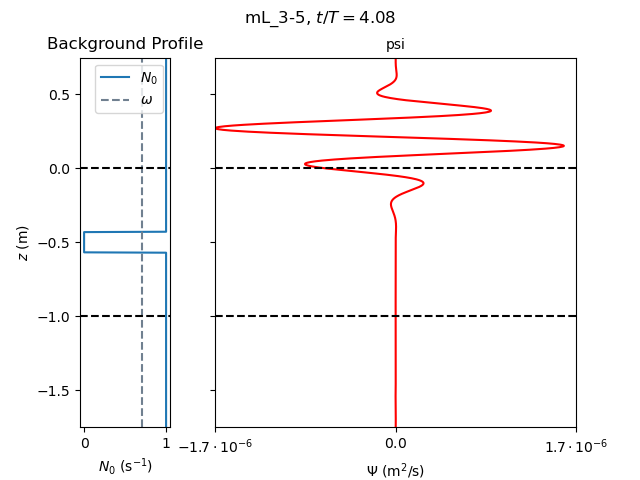 mL_3-5, t/T = 4.08
Background Profile
psi
N₀
ω
0.5
0.0
−0.5
−1.0
−1.5
z (m)
0
1
−1.7 · 10⁻⁶
0.0
1.7 · 10⁻⁶
N₀ (s⁻¹)
Ψ (m²/s)